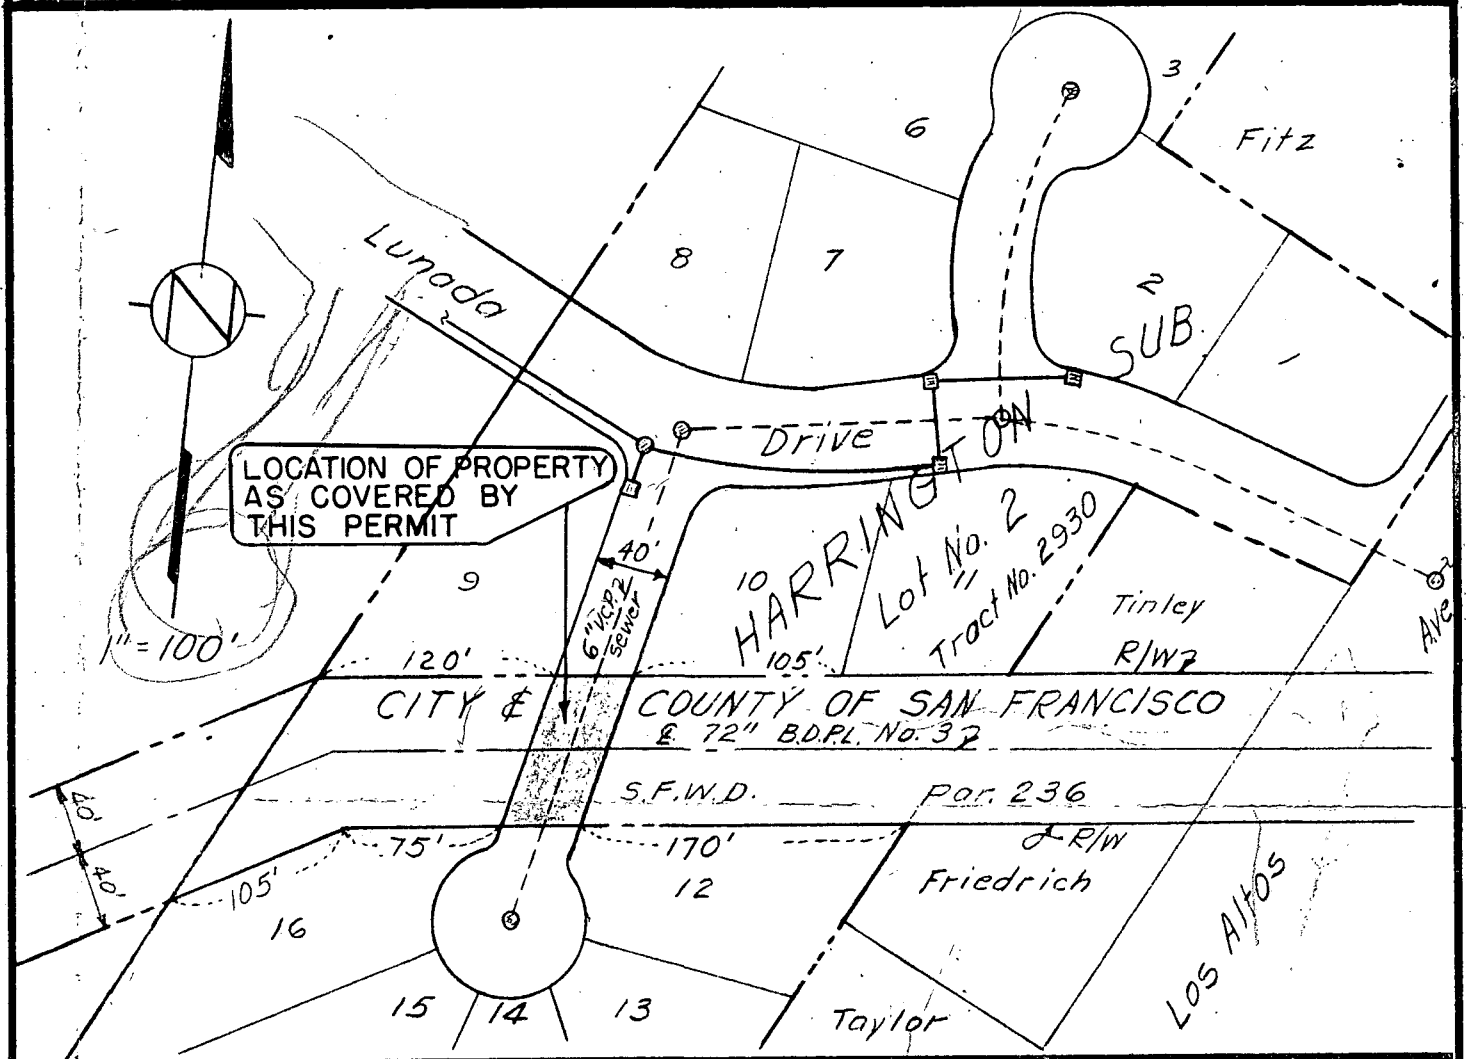 3
6
Fitz
N
Lunada
8
7
2
SUB.
1
Drive
LOCATION OF PROPERTY
AS COVERED BY
THIS PERMIT
40'
9
10
HARRINGTON
Lot No. 2
11
Tract No. 2930
6" V.C.P.
sewer
Tinley
R/W
Ave
1" = 100'
120'
105'
CITY & COUNTY OF SAN FRANCISCO
℄ 72" B.D.P.L. No. 3
S.F.W.D.
Par. 236
40'
40'
75'
170'
R/W
105'
Friedrich
12
16
Los Altos
15
14
13
Taylor